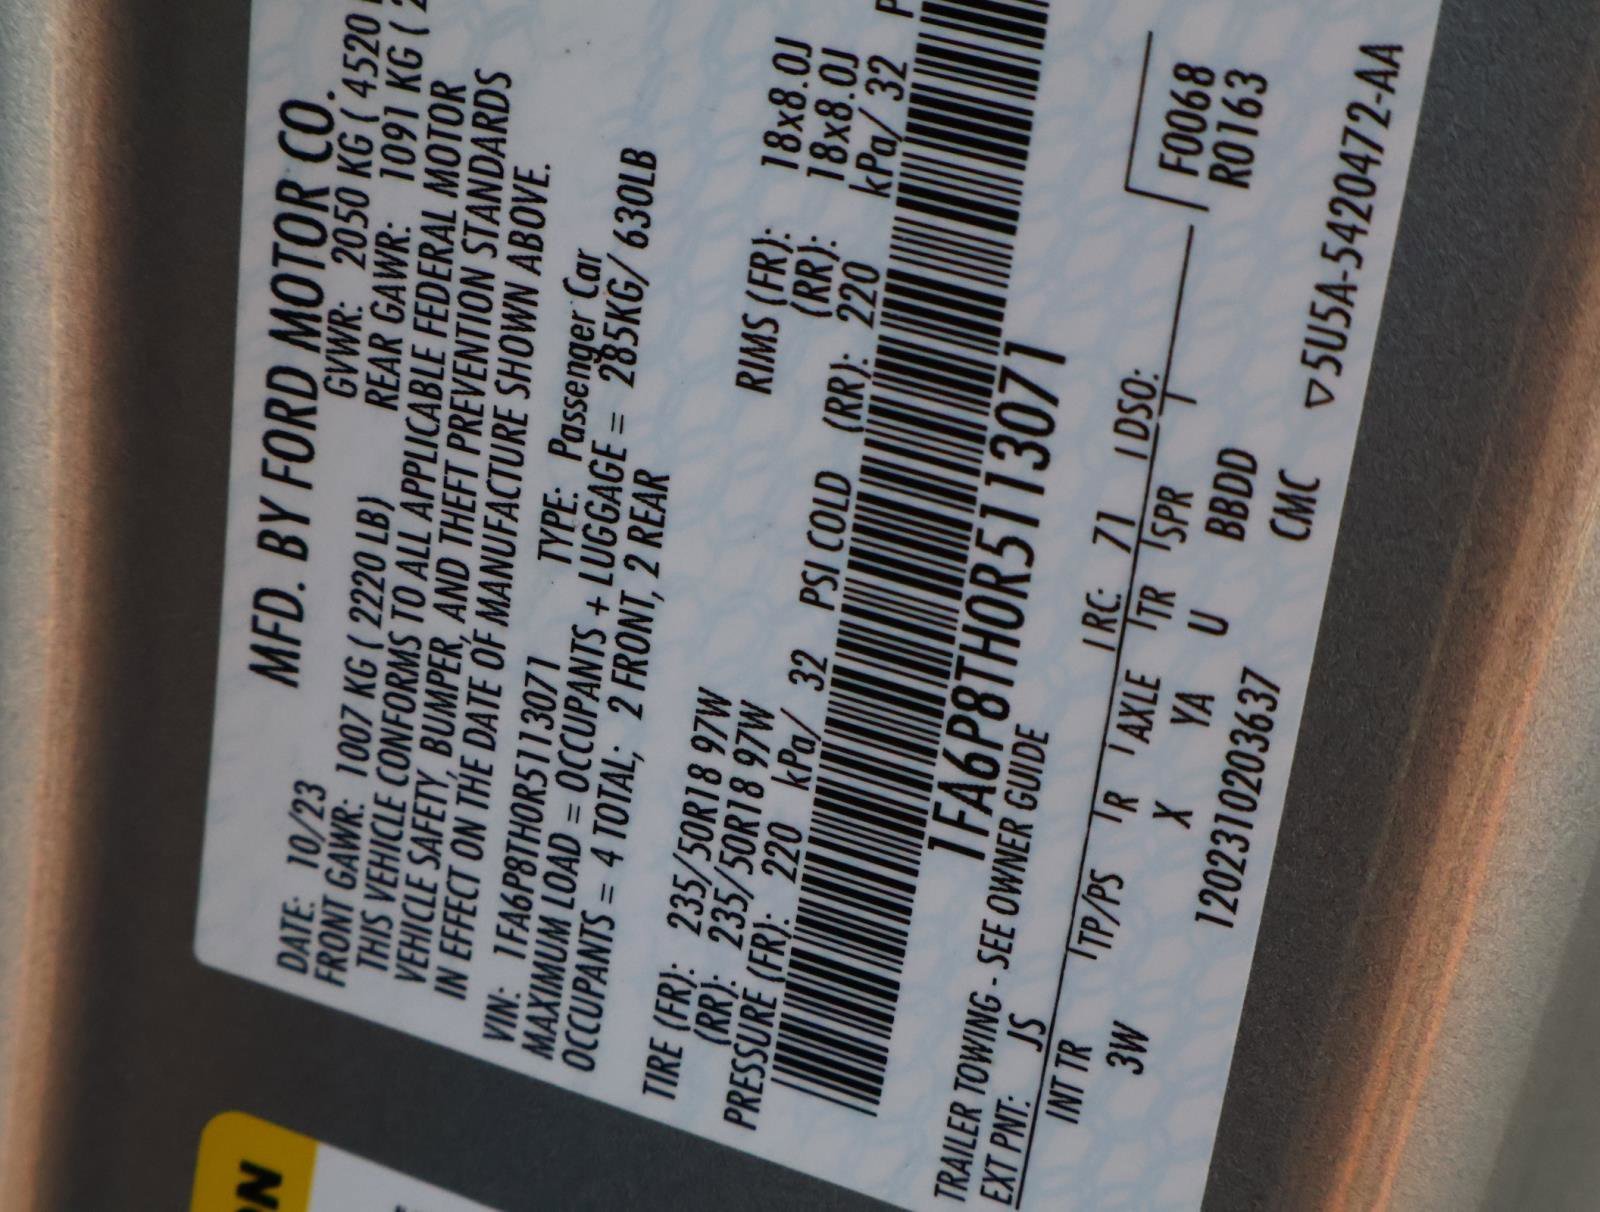 MFD. BY FORD MOTOR CO.
DATE: 10/23 GVWR: 2050 KG ( 4520
FRONT GAWR: 1007 KG ( 2220 LB) REAR GAWR: 1091 KG (
THIS VEHICLE CONFORMS TO ALL APPLICABLE FEDERAL MOTOR
VEHICLE SAFETY, BUMPER, AND THEFT PREVENTION STANDARDS
IN EFFECT ON THE DATE OF MANUFACTURE SHOWN ABOVE.
VIN: 1FA6P8TH0R5113071 TYPE: Passenger Car
MAXIMUM LOAD = OCCUPANTS + LUGGAGE = 285KG/ 630LB
OCCUPANTS = 4 TOTAL; 2 FRONT, 2 REAR
TIRE (FR): 235/50R18 97W RIMS (FR): 18x8.0J
(RR): 235/50R18 97W (RR): 18x8.0J
PRESSURE (FR): 220 kPa/ 32 PSI COLD (RR): 220 kPa/ 32 P
1FA6P8TH0R5113071
TRAILER TOWING - SEE OWNER GUIDE
EXT PNT: JS RC: 71 DSO:
INT TR TP/PS R AXLE TR SPR F0068
3W X YA U BBDD R0163
1202310203637 CMC ▽5U5A-5420472-AA
ON